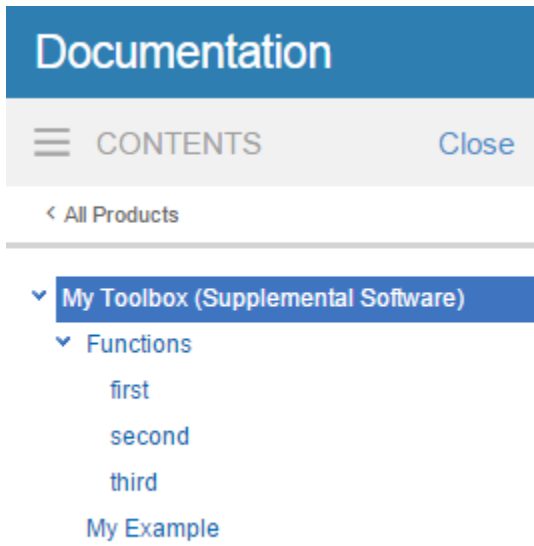 Documentation
CONTENTS Close
< All Products
My Toolbox (Supplemental Software)
Functions
first
second
third
My Example